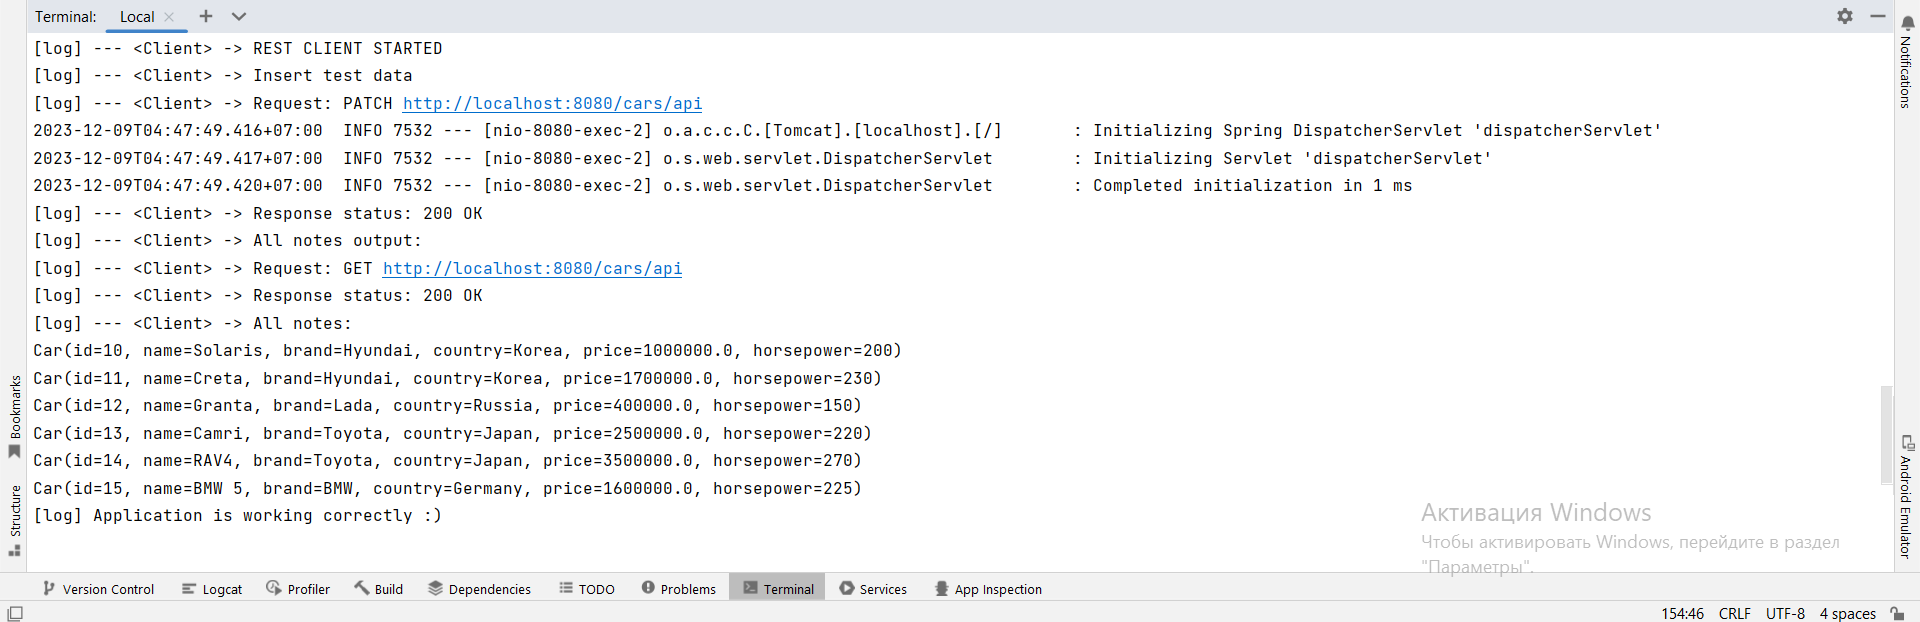 Terminal: Local
[log] --- <Client> -> REST CLIENT STARTED
[log] --- <Client> -> Insert test data
[log] --- <Client> -> Request: PATCH http://localhost:8080/cars/api
2023-12-09T04:47:49.416+07:00  INFO 7532 --- [nio-8080-exec-2] o.a.c.c.C.[Tomcat].[localhost].[/]       : Initializing Spring DispatcherServlet 'dispatcherServlet'
2023-12-09T04:47:49.417+07:00  INFO 7532 --- [nio-8080-exec-2] o.s.web.servlet.DispatcherServlet        : Initializing Servlet 'dispatcherServlet'
2023-12-09T04:47:49.420+07:00  INFO 7532 --- [nio-8080-exec-2] o.s.web.servlet.DispatcherServlet        : Completed initialization in 1 ms
[log] --- <Client> -> Response status: 200 OK
[log] --- <Client> -> All notes output:
[log] --- <Client> -> Request: GET http://localhost:8080/cars/api
[log] --- <Client> -> Response status: 200 OK
[log] --- <Client> -> All notes:
Car(id=10, name=Solaris, brand=Hyundai, country=Korea, price=1000000.0, horsepower=200)
Car(id=11, name=Creta, brand=Hyundai, country=Korea, price=1700000.0, horsepower=230)
Car(id=12, name=Granta, brand=Lada, country=Russia, price=400000.0, horsepower=150)
Car(id=13, name=Camri, brand=Toyota, country=Japan, price=2500000.0, horsepower=220)
Car(id=14, name=RAV4, brand=Toyota, country=Japan, price=3500000.0, horsepower=270)
Car(id=15, name=BMW 5, brand=BMW, country=Germany, price=1600000.0, horsepower=225)
[log] Application is working correctly :)
Bookmarks
Structure
Notifications
Android Emulator
Активация Windows
Чтобы активировать Windows, перейдите в раздел
"Параметры".
Version Control Logcat Profiler Build Dependencies TODO Problems Terminal Services App Inspection
154:46 CRLF UTF-8 4 spaces